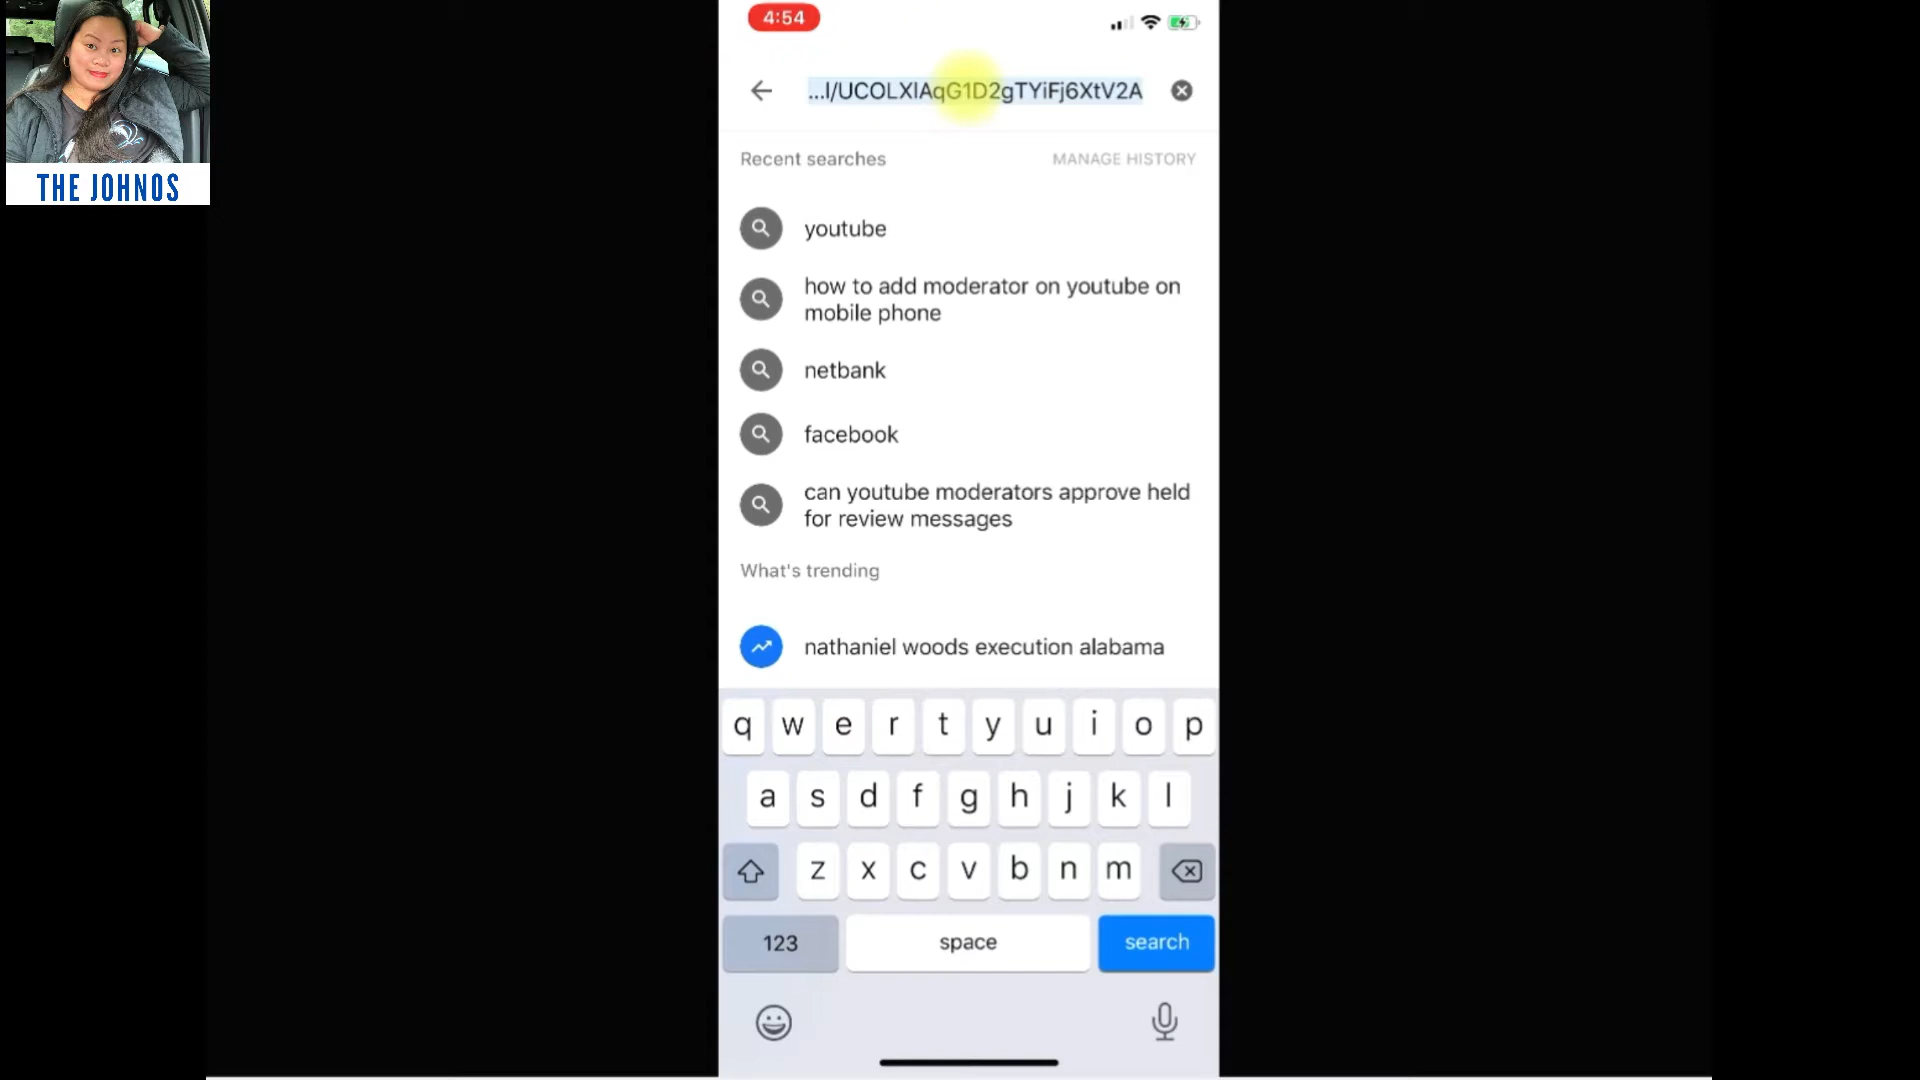 THE JOHNOS
4:54
...l/UCOLXlAqG1D2gTYiFj6XtV2A
Recent searches
MANAGE HISTORY
youtube
how to add moderator on youtube on
mobile phone
netbank
facebook
can youtube moderators approve held
for review messages
What's trending
nathaniel woods execution alabama
q w e r t y u i o p
a s d f g h j k l
z x c v b n m
123 space search